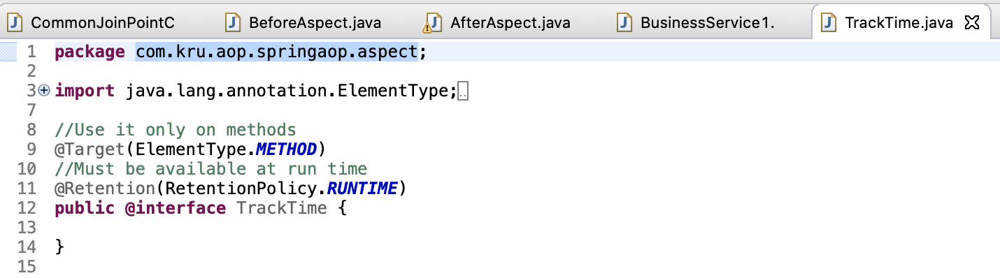 CommonJoinPointC BeforeAspect.java AfterAspect.java BusinessService1. TrackTime.java
1 package com.kru.aop.springaop.aspect;
2
3 import java.lang.annotation.ElementType;
7
8 //Use it only on methods
9 @Target(ElementType.METHOD)
10 //Must be available at run time
11 @Retention(RetentionPolicy.RUNTIME)
12 public @interface TrackTime {
13
14 }
15